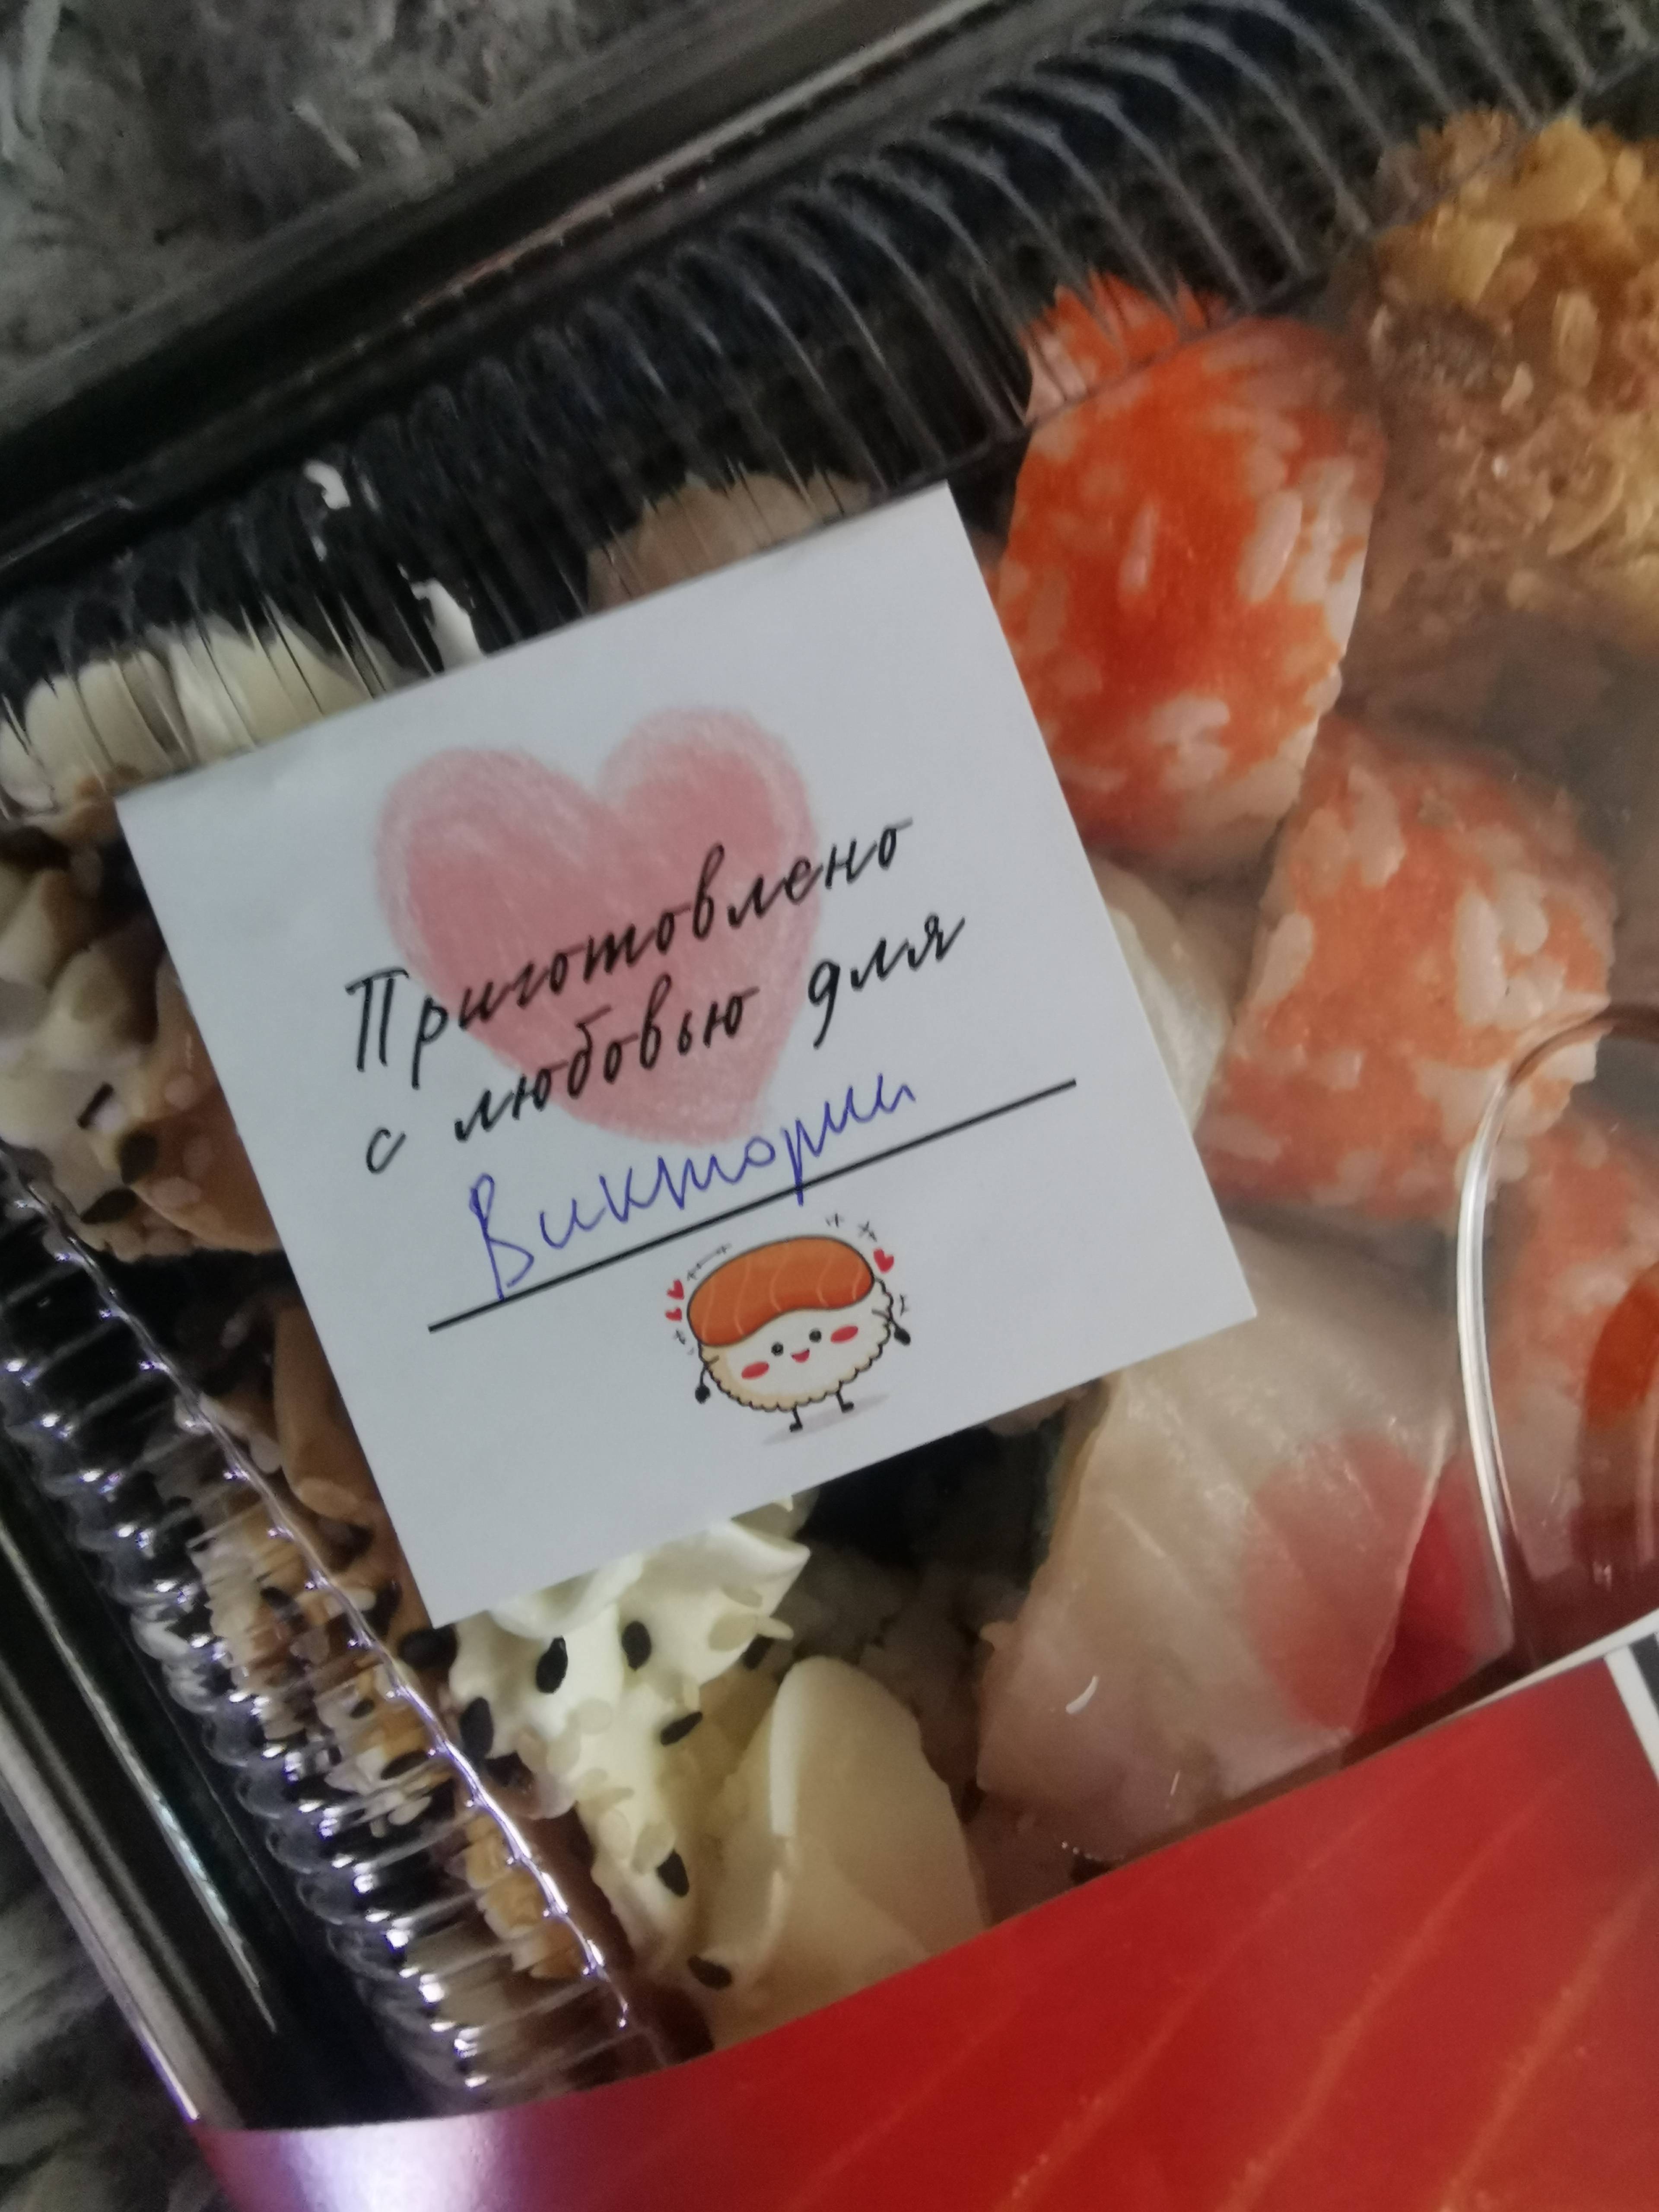 Приготовлено
с любовью для
Виктории